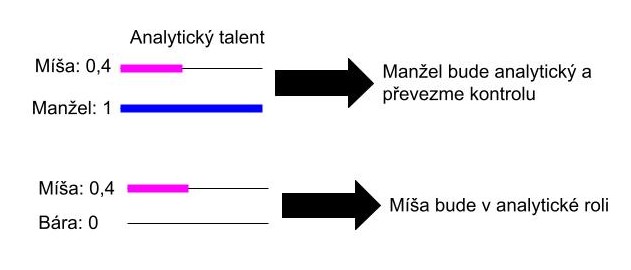 Analytický talent
Míša: 0,4
Manžel: 1
Manžel bude analytický a
převezme kontrolu
Míša: 0,4
Bára: 0
Míša bude v analytické roli